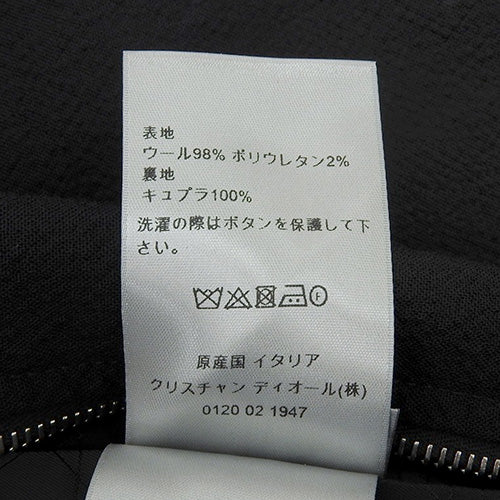 表地
ウール98% ポリウレタン2%
裏地
キュプラ100%
洗濯の際はボタンを保護して下
さい。
F
原産国 イタリア
クリスチャン ディオール(株)
0120 02 1947